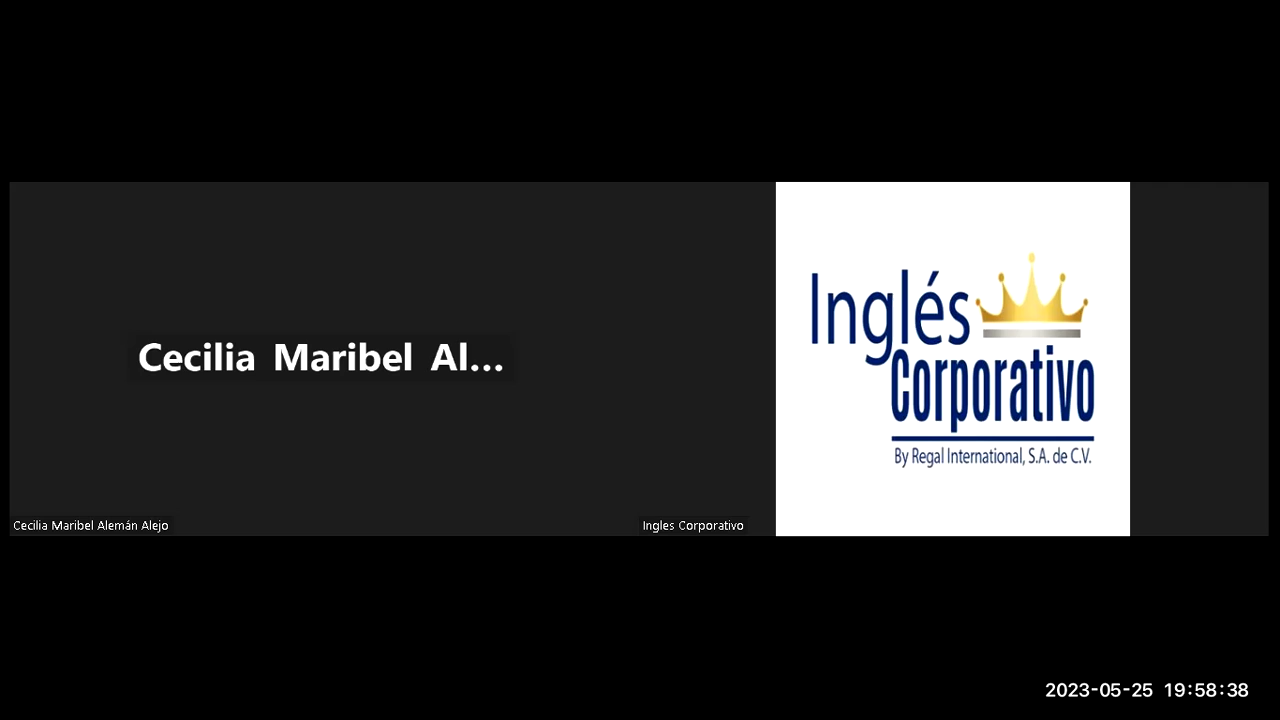 Cecilia Maribel Al...
Cecilia Maribel Alemán Alejo
Inglés
Corporativo
By Regal International, S.A. de C.V.
Ingles Corporativo
2023-05-25 19:58:38